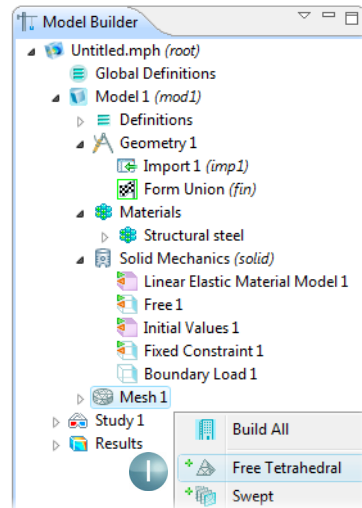 Model Builder
Untitled.mph (root)
Global Definitions
Model 1 (mod1)
Definitions
Geometry 1
Import 1 (imp1)
Form Union (fin)
Materials
Structural steel
Solid Mechanics (solid)
Linear Elastic Material Model 1
Free 1
Initial Values 1
Fixed Constraint 1
Boundary Load 1
Mesh 1
Study 1
Results
Build All
1
Free Tetrahedral
Swept